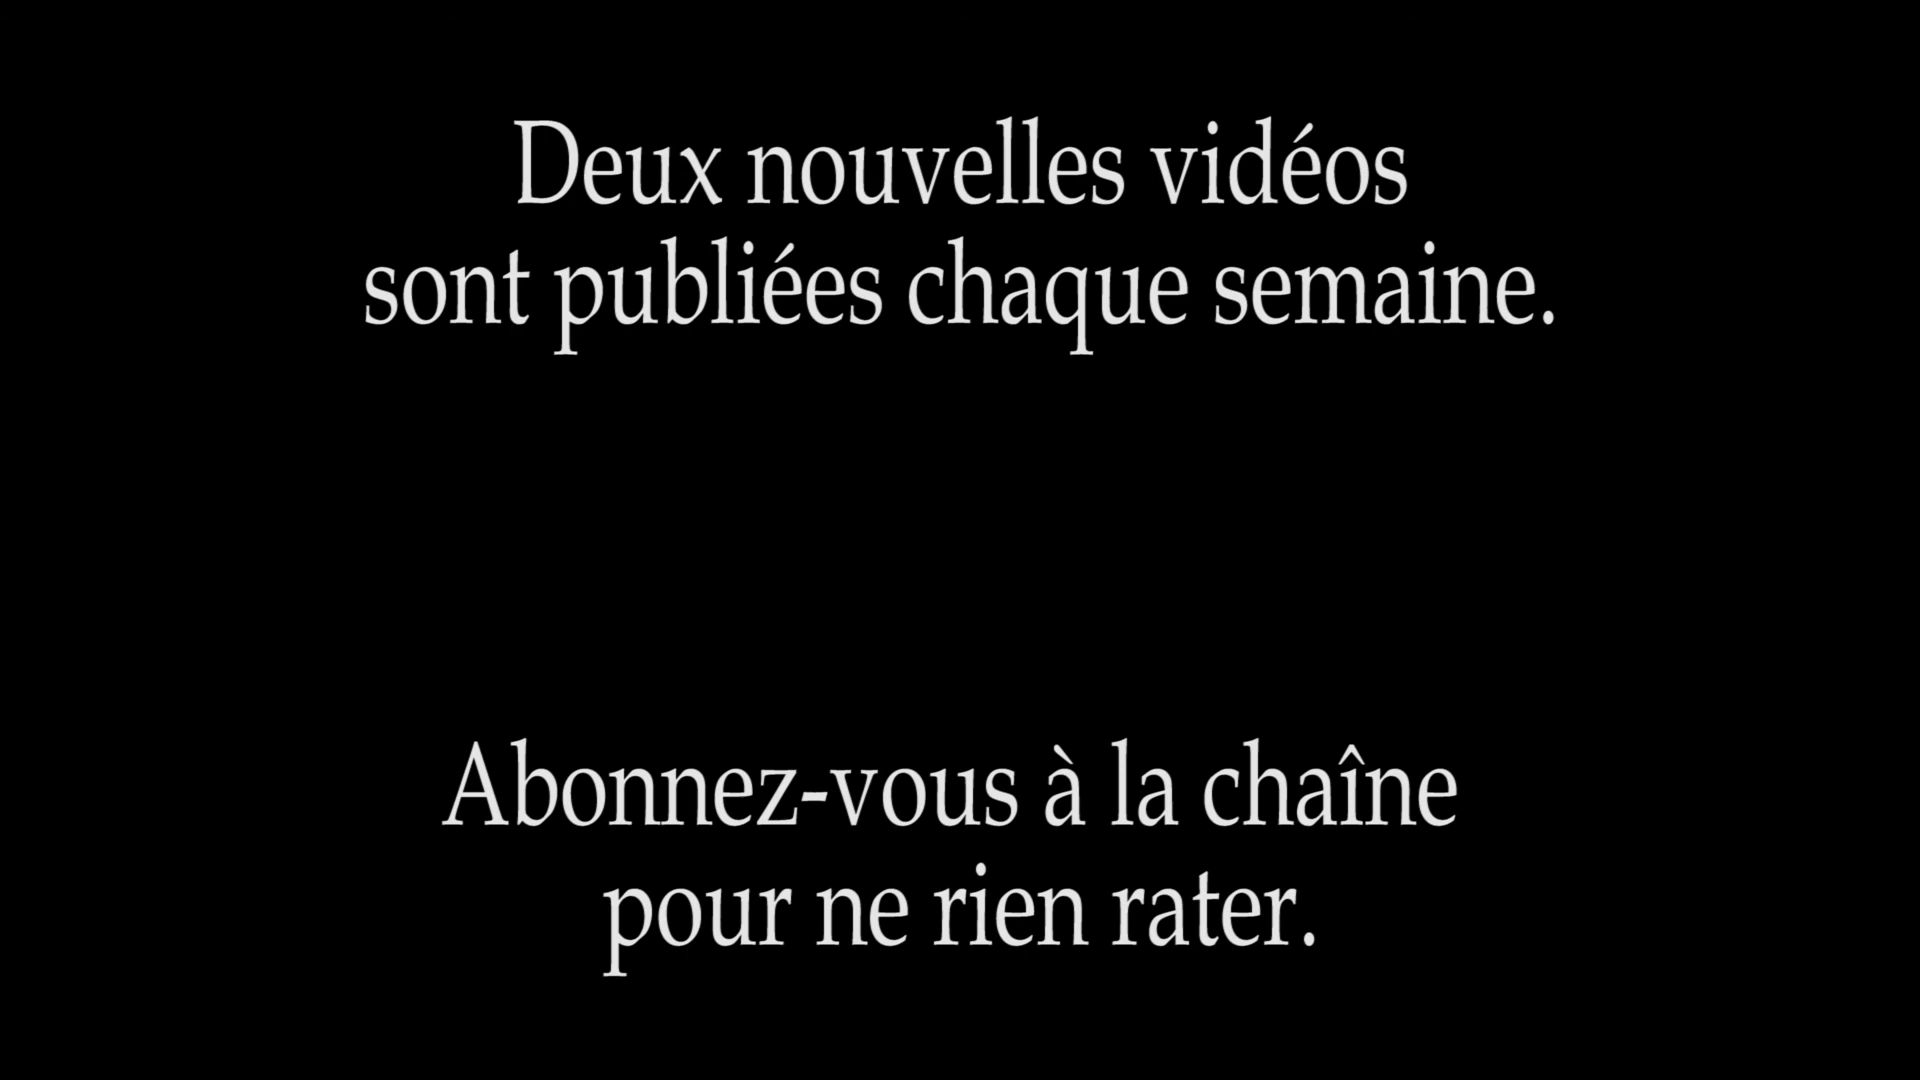 Deux nouvelles vidéos
sont publiées chaque semaine.
Abonnez-vous à la chaîne
pour ne rien rater.